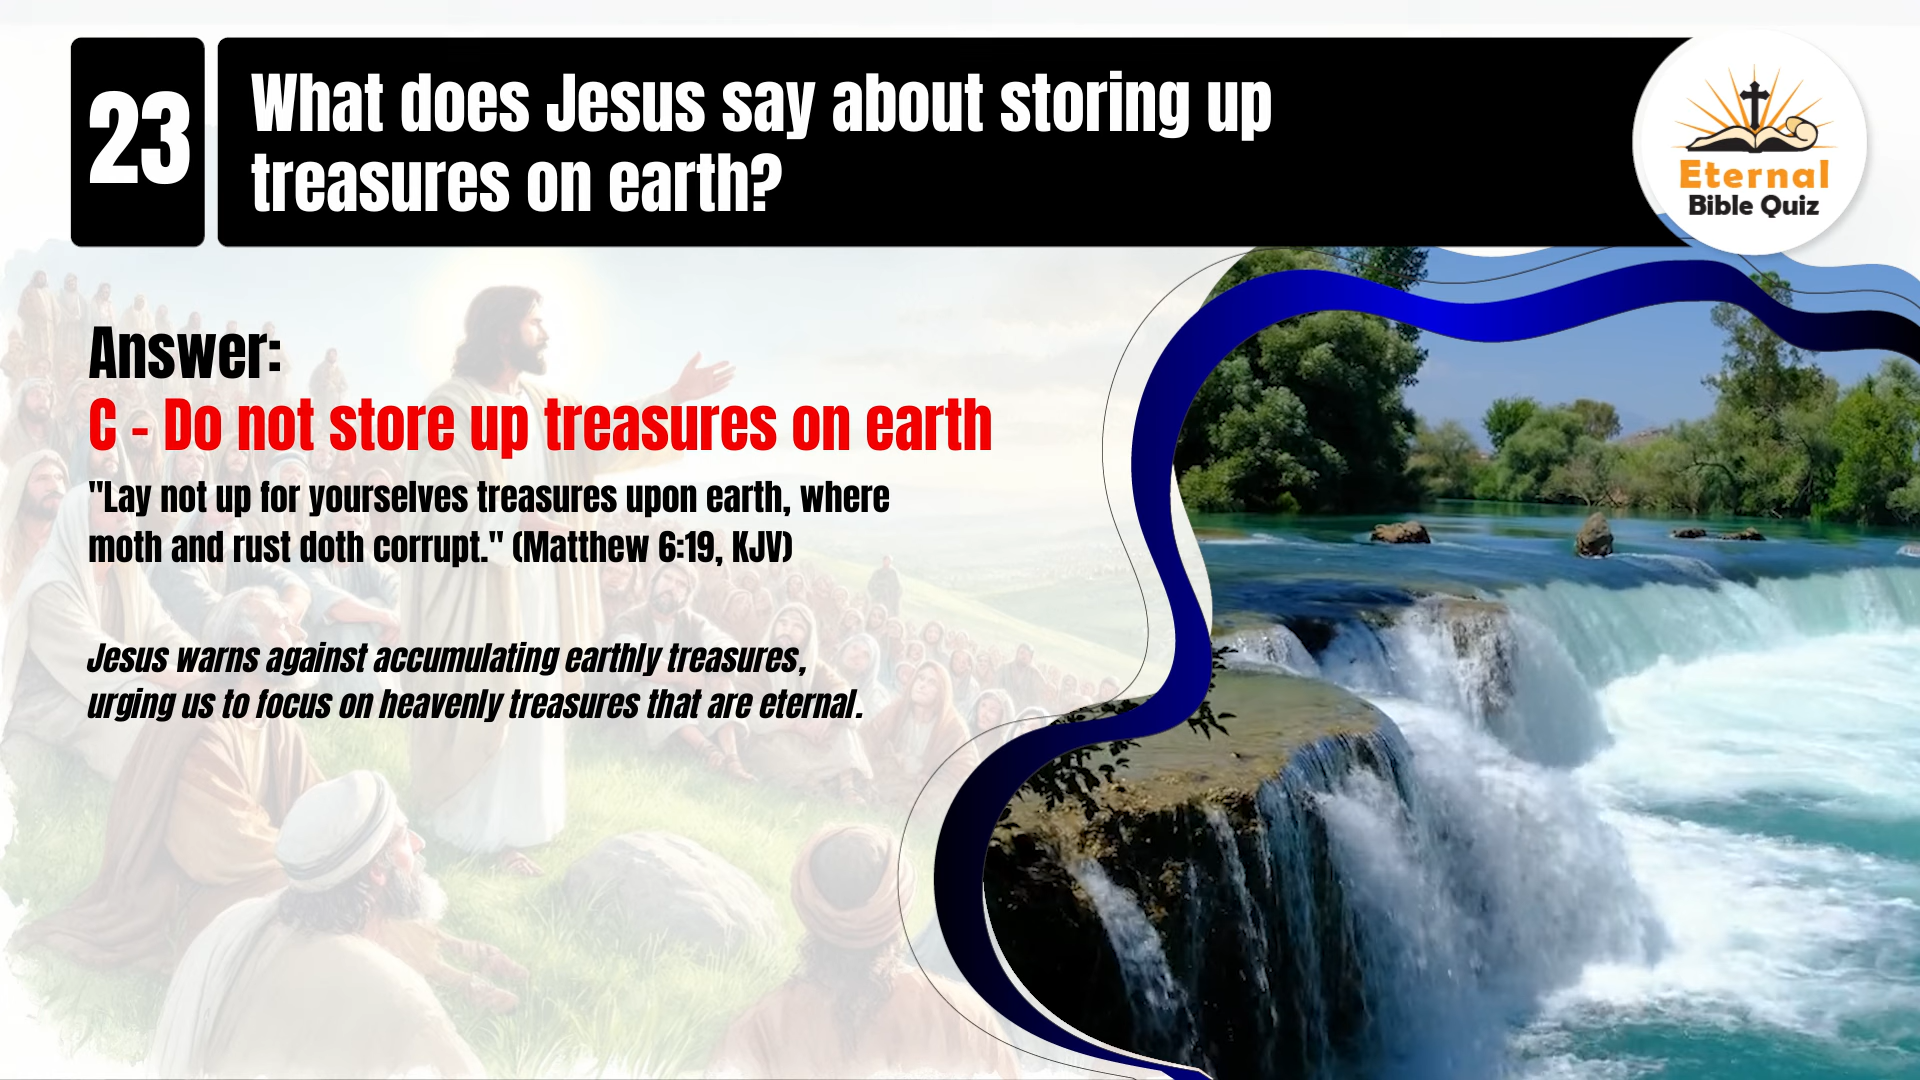 23
What does Jesus say about storing up
treasures on earth?
Eternal
Bible Quiz
Answer:
C - Do not store up treasures on earth
"Lay not up for yourselves treasures upon earth, where
moth and rust doth corrupt." (Matthew 6:19, KJV)
Jesus warns against accumulating earthly treasures,
urging us to focus on heavenly treasures that are eternal.